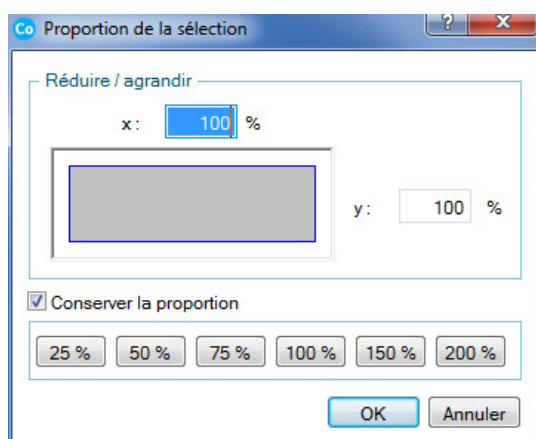 Co Proportion de la sélection ? X
Réduire / agrandir
x : 100 %
y : 100 %
Conserver la proportion
25 % 50 % 75 % 100 % 150 % 200 %
OK Annuler